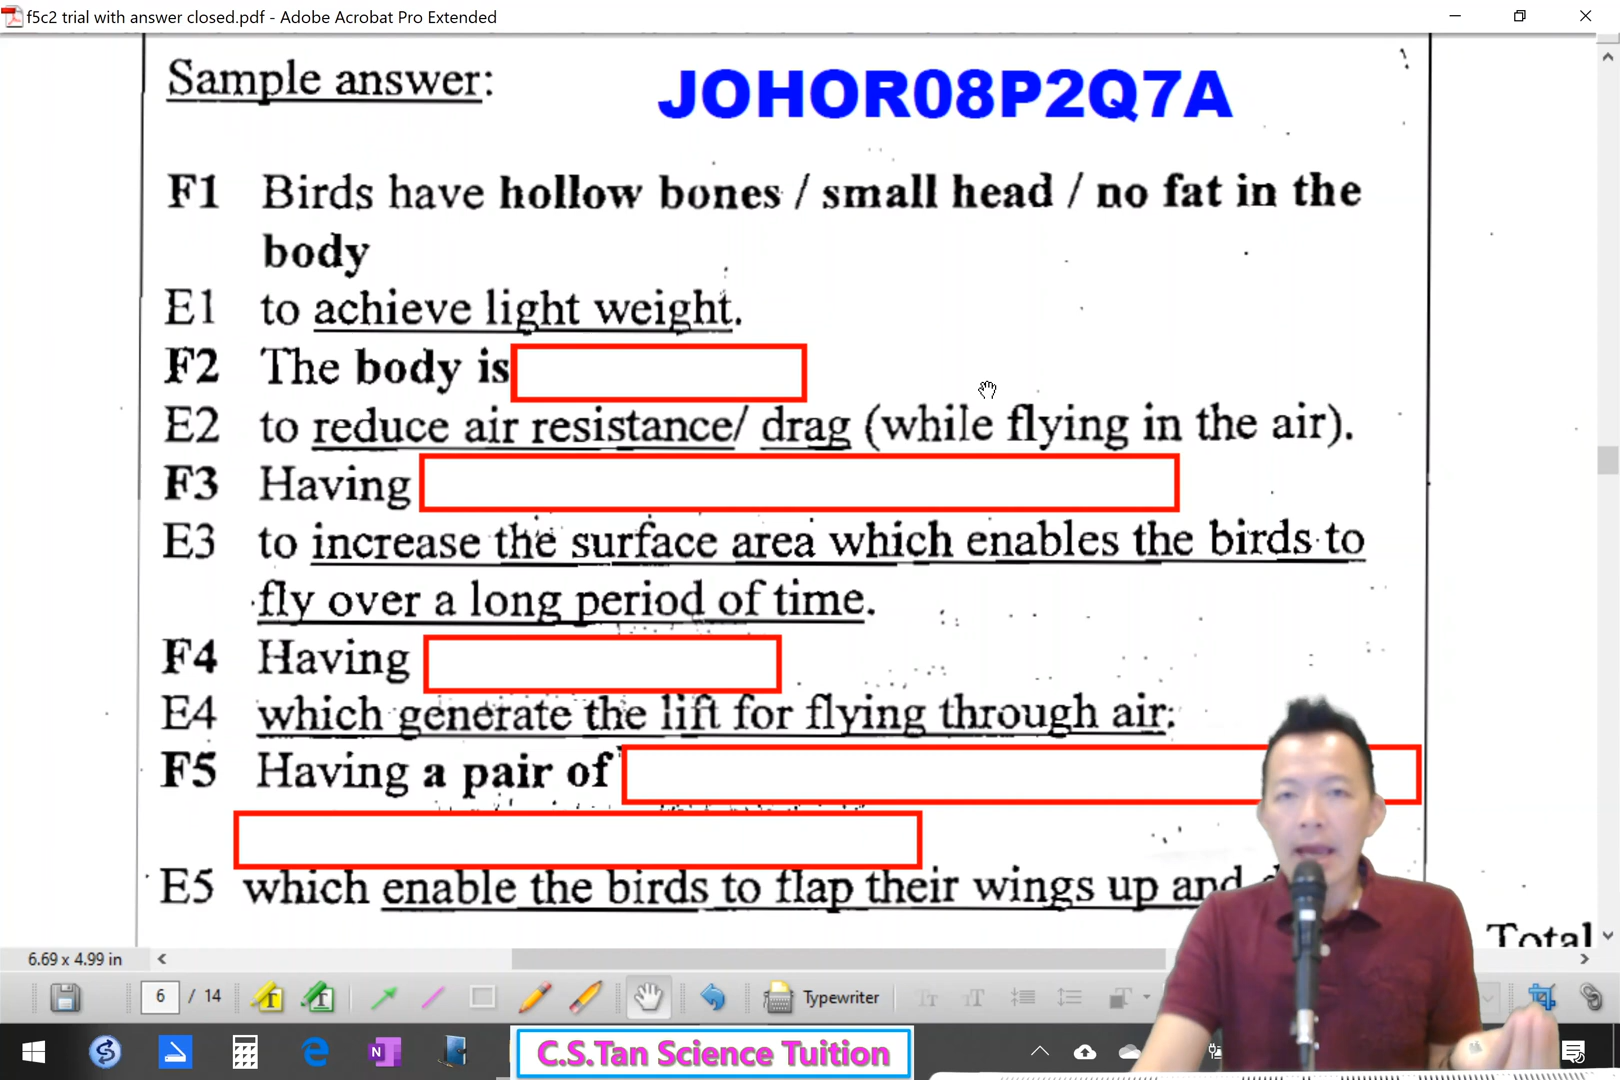 f5c2 trial with answer closed.pdf - Adobe Acrobat Pro Extended
Sample answer:
JOHOR08P2Q7A
F1 Birds have hollow bones / small head / no fat in the
body
E1 to achieve light weight.
F2 The body is
E2 to reduce air resistance/ drag (while flying in the air).
F3 Having
E3 to increase the surface area which enables the birds to
fly over a long period of time.
F4 Having
E4 which generate the lift for flying through air.
F5 Having a pair of
E5 which enable the birds to flap their wings up and
Total
6.69 x 4.99 in
6 / 14
Typewriter
C.S.Tan Science Tuition